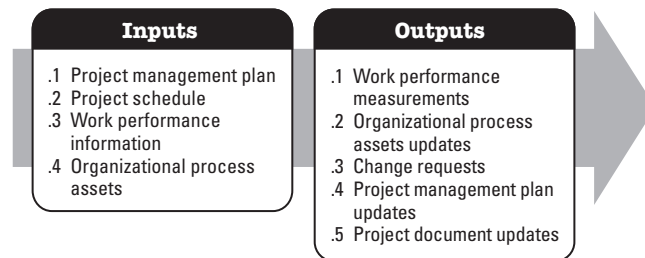 Inputs
.1 Project management plan
.2 Project schedule
.3 Work performance
information
.4 Organizational process
assets
Outputs
.1 Work performance
measurements
.2 Organizational process
assets updates
.3 Change requests
.4 Project management plan
updates
.5 Project document updates